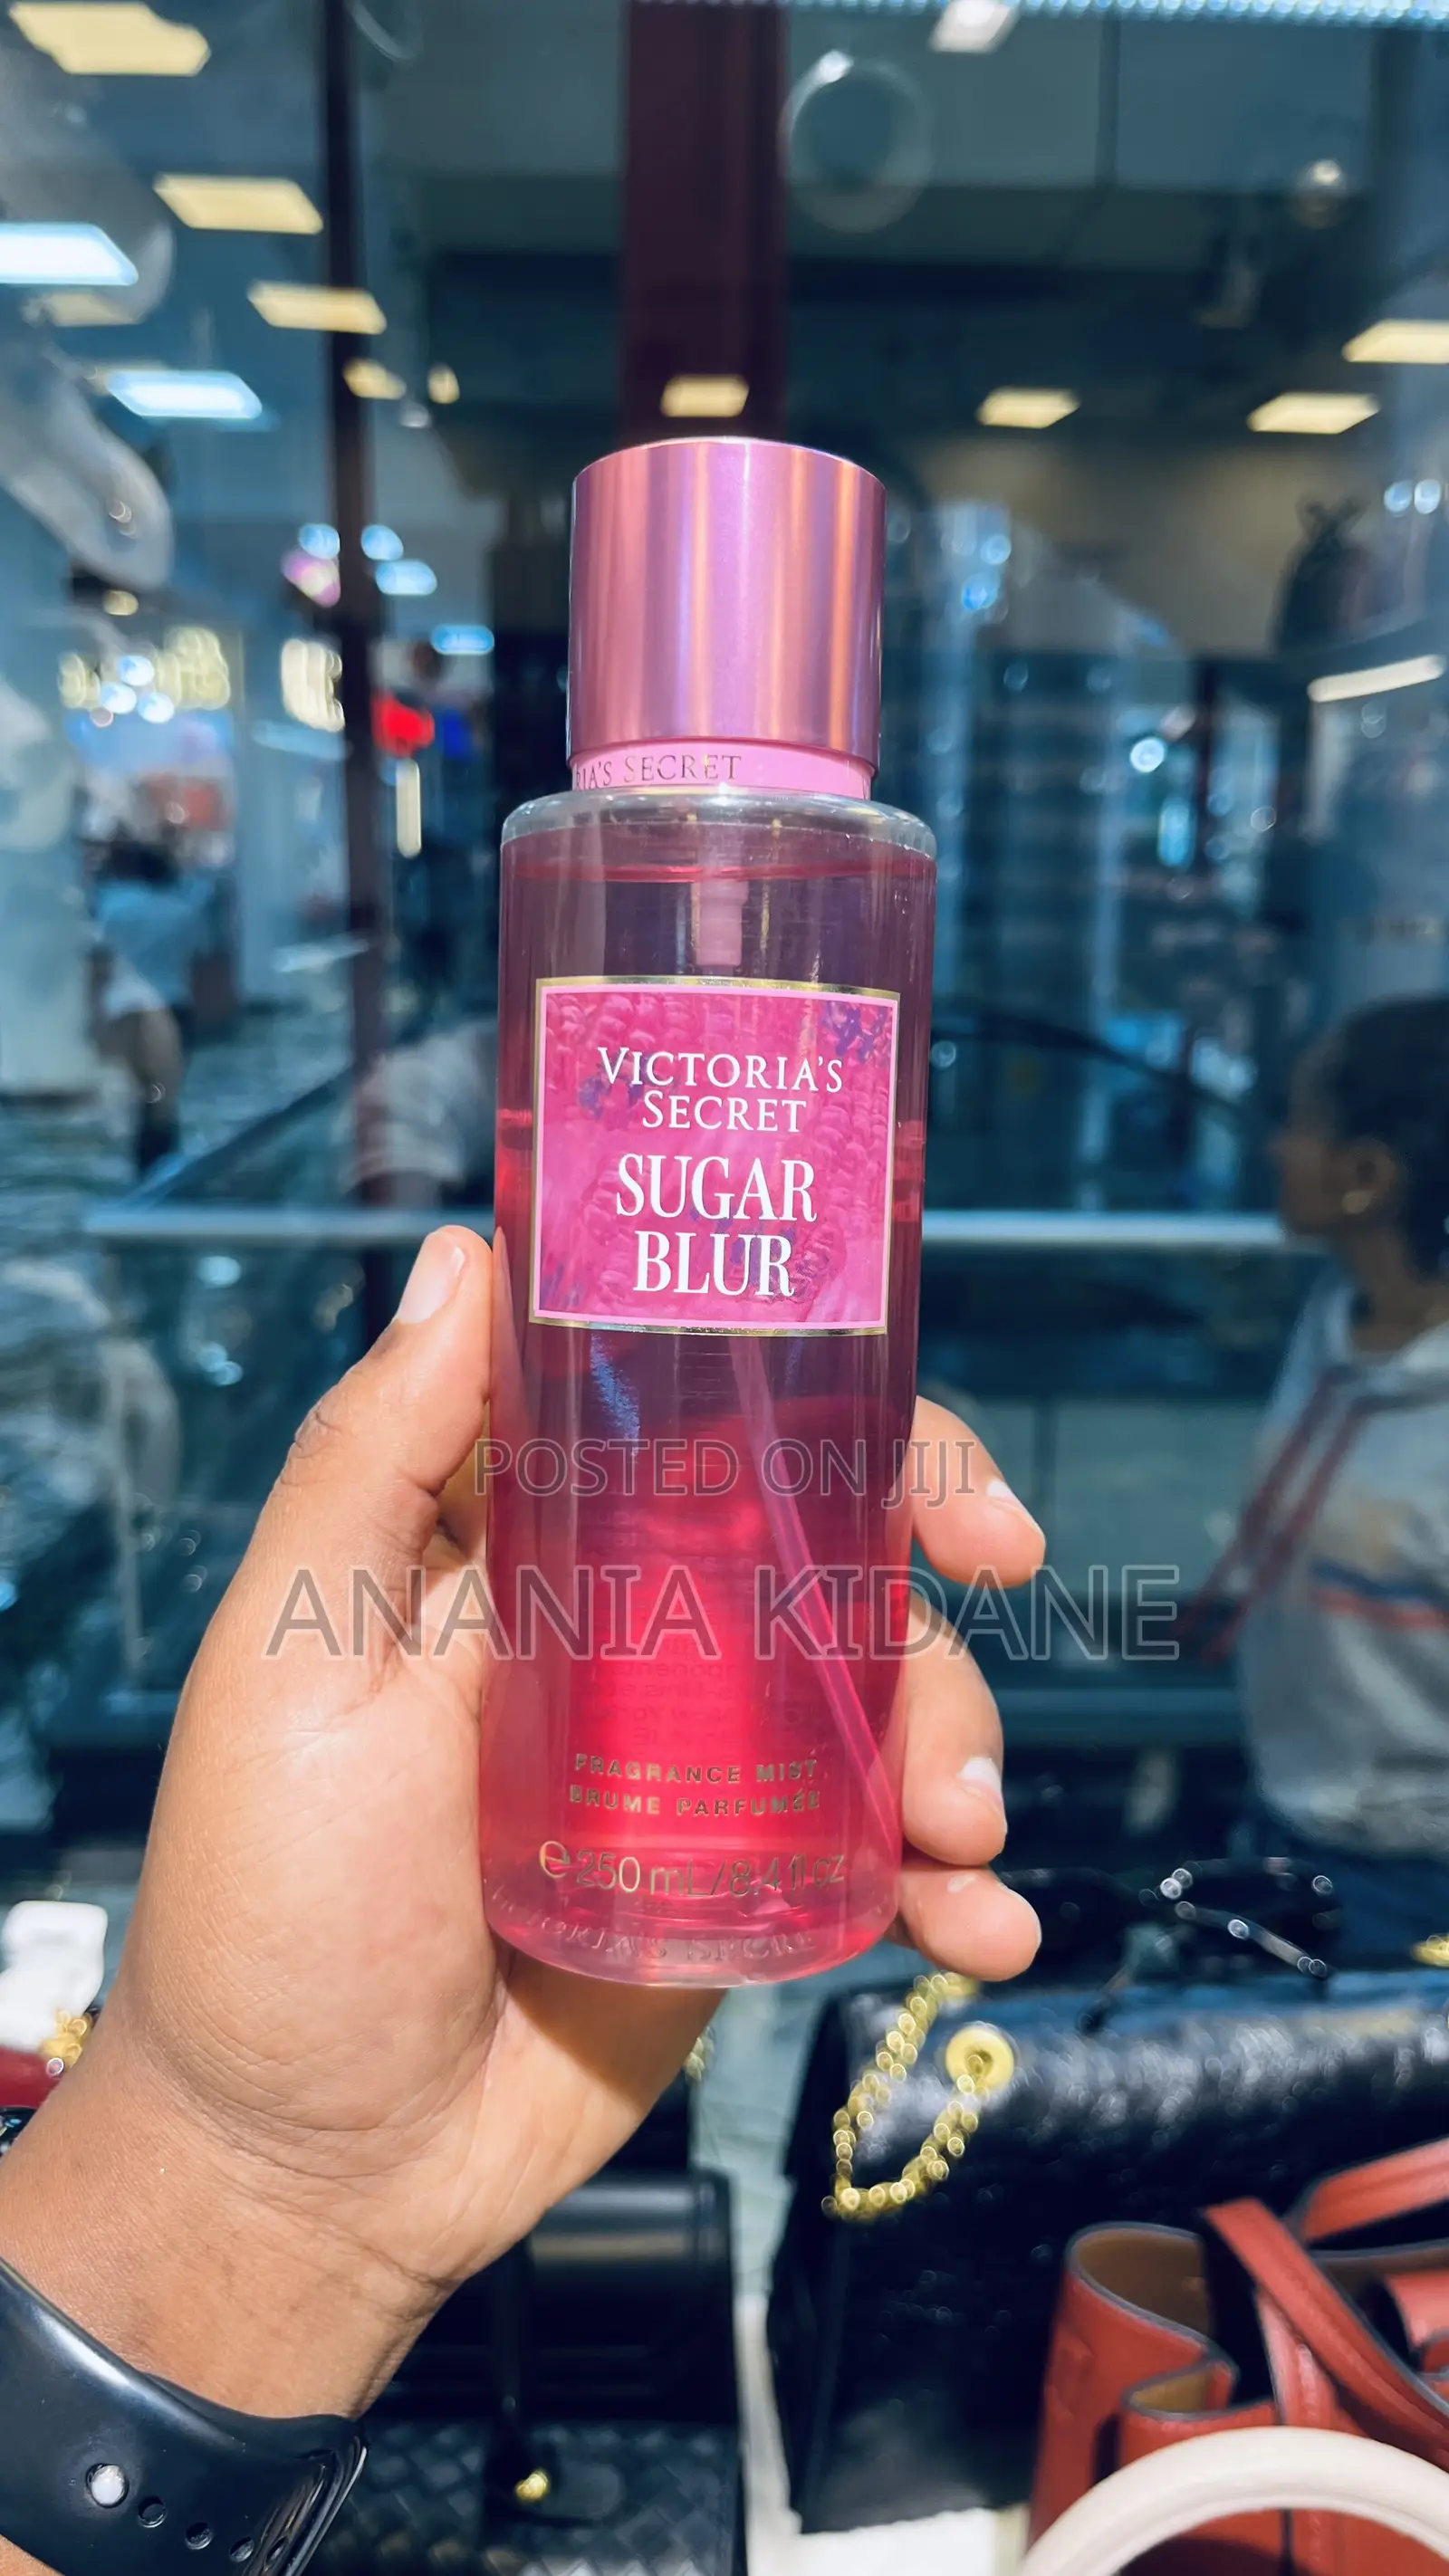 IA'S SECRET
VICTORIA'S
SECRET
SUGAR
BLUR
POSTED ON JIJI
ANANIA KIDANE
FRAGRANCE MIST
BRUME PARFUMÉE
e 250 mL / 8.4 fl oz